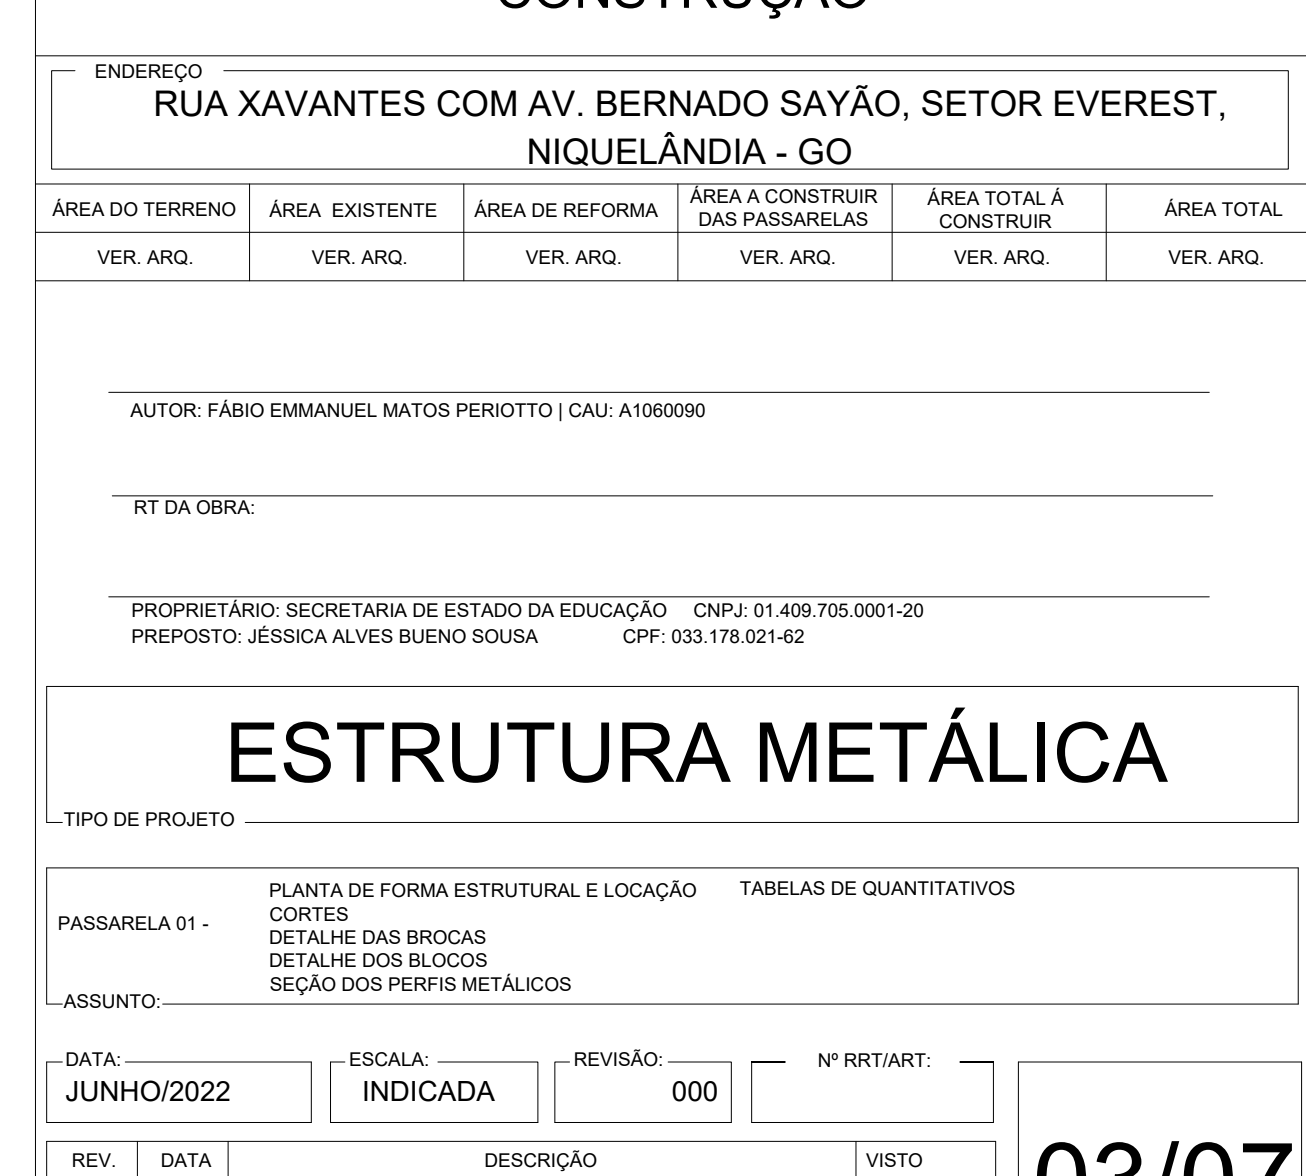 CONSTRUÇÃO
ENDEREÇO
RUA XAVANTES COM AV. BERNADO SAYÃO, SETOR EVEREST,
NIQUELÂNDIA - GO
ÁREA DO TERRENO ÁREA EXISTENTE ÁREA DE REFORMA ÁREA A CONSTRUIR DAS PASSARELAS ÁREA TOTAL Á CONSTRUIR ÁREA TOTAL
VER. ARQ. VER. ARQ. VER. ARQ. VER. ARQ. VER. ARQ. VER. ARQ.
AUTOR: FÁBIO EMMANUEL MATOS PERIOTTO | CAU: A1060090
RT DA OBRA:
PROPRIETÁRIO: SECRETARIA DE ESTADO DA EDUCAÇÃO CNPJ: 01.409.705.0001-20
PREPOSTO: JÉSSICA ALVES BUENO SOUSA CPF: 033.178.021-62
ESTRUTURA METÁLICA
TIPO DE PROJETO
PASSARELA 01 -
PLANTA DE FORMA ESTRUTURAL E LOCAÇÃO TABELAS DE QUANTITATIVOS
CORTES
DETALHE DAS BROCAS
DETALHE DOS BLOCOS
SEÇÃO DOS PERFIS METÁLICOS
ASSUNTO:
DATA: ESCALA: REVISÃO: Nº RRT/ART:
JUNHO/2022 INDICADA 000
REV. DATA DESCRIÇÃO VISTO
03/07